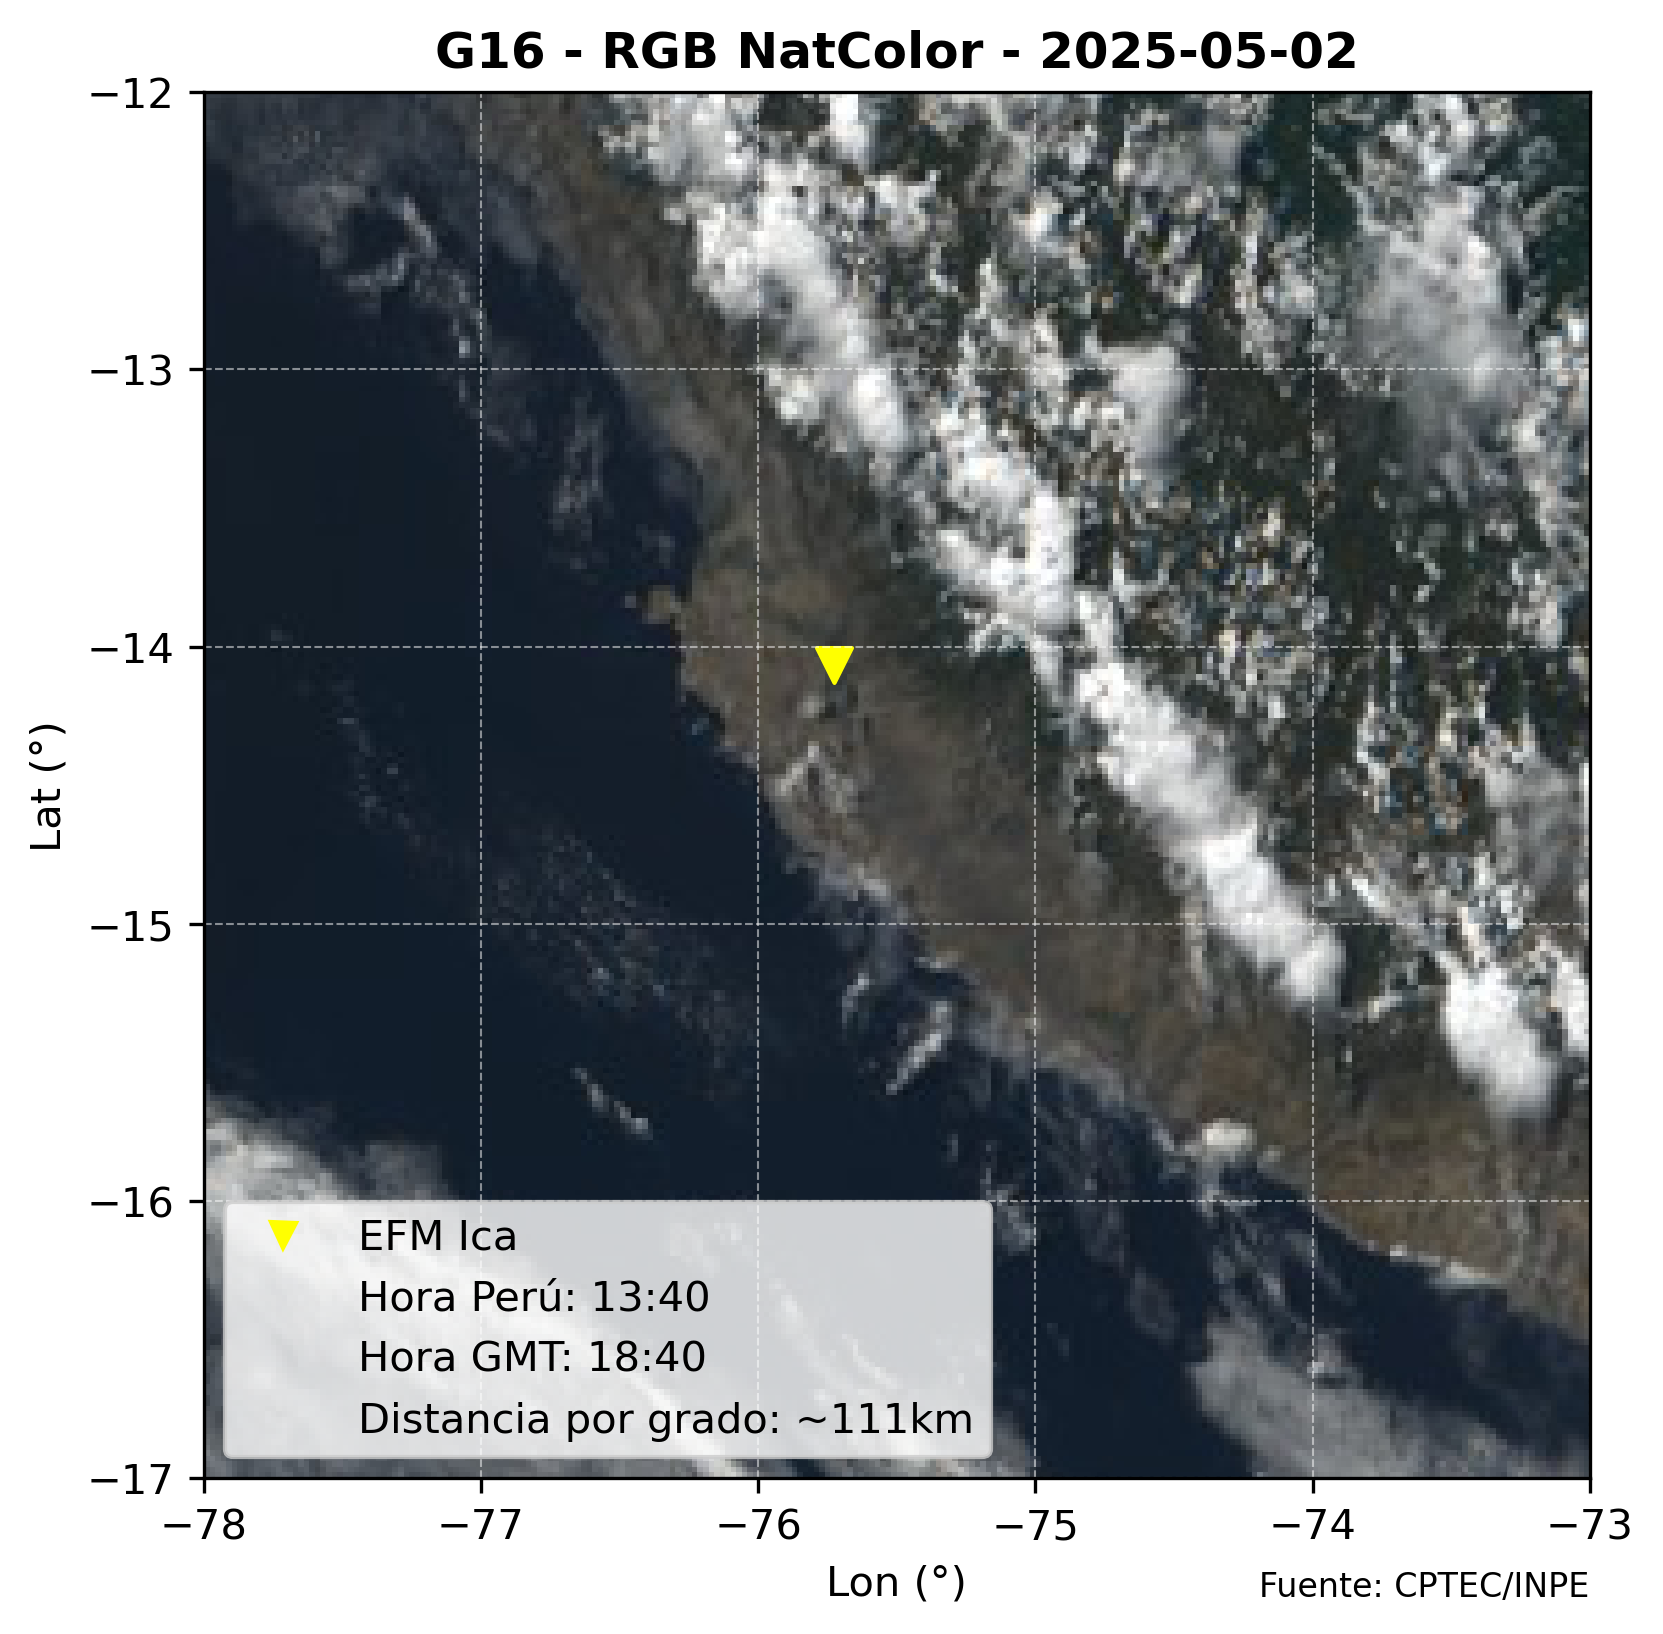 G16 - RGB NatColor - 2025-05-02
−12
−13
−14
−15
−16
−17
Lat (°)
EFM Ica
Hora Perú: 13:40
Hora GMT: 18:40
Distancia por grado: ~111km
−78
−77
−76
−75
−74
−73
Lon (°)
Fuente: CPTEC/INPE